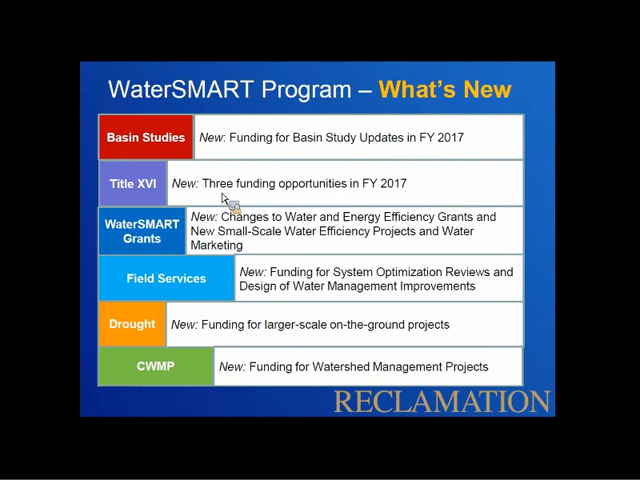 WaterSMART Program – What's New
Basin Studies
New: Funding for Basin Study Updates in FY 2017
Title XVI
New: Three funding opportunities in FY 2017
WaterSMART
Grants
New: Changes to Water and Energy Efficiency Grants and
New Small-Scale Water Efficiency Projects and Water
Marketing
Field Services
New: Funding for System Optimization Reviews and
Design of Water Management Improvements
Drought
New: Funding for larger-scale on-the-ground projects
CWMP
New: Funding for Watershed Management Projects
RECLAMATION